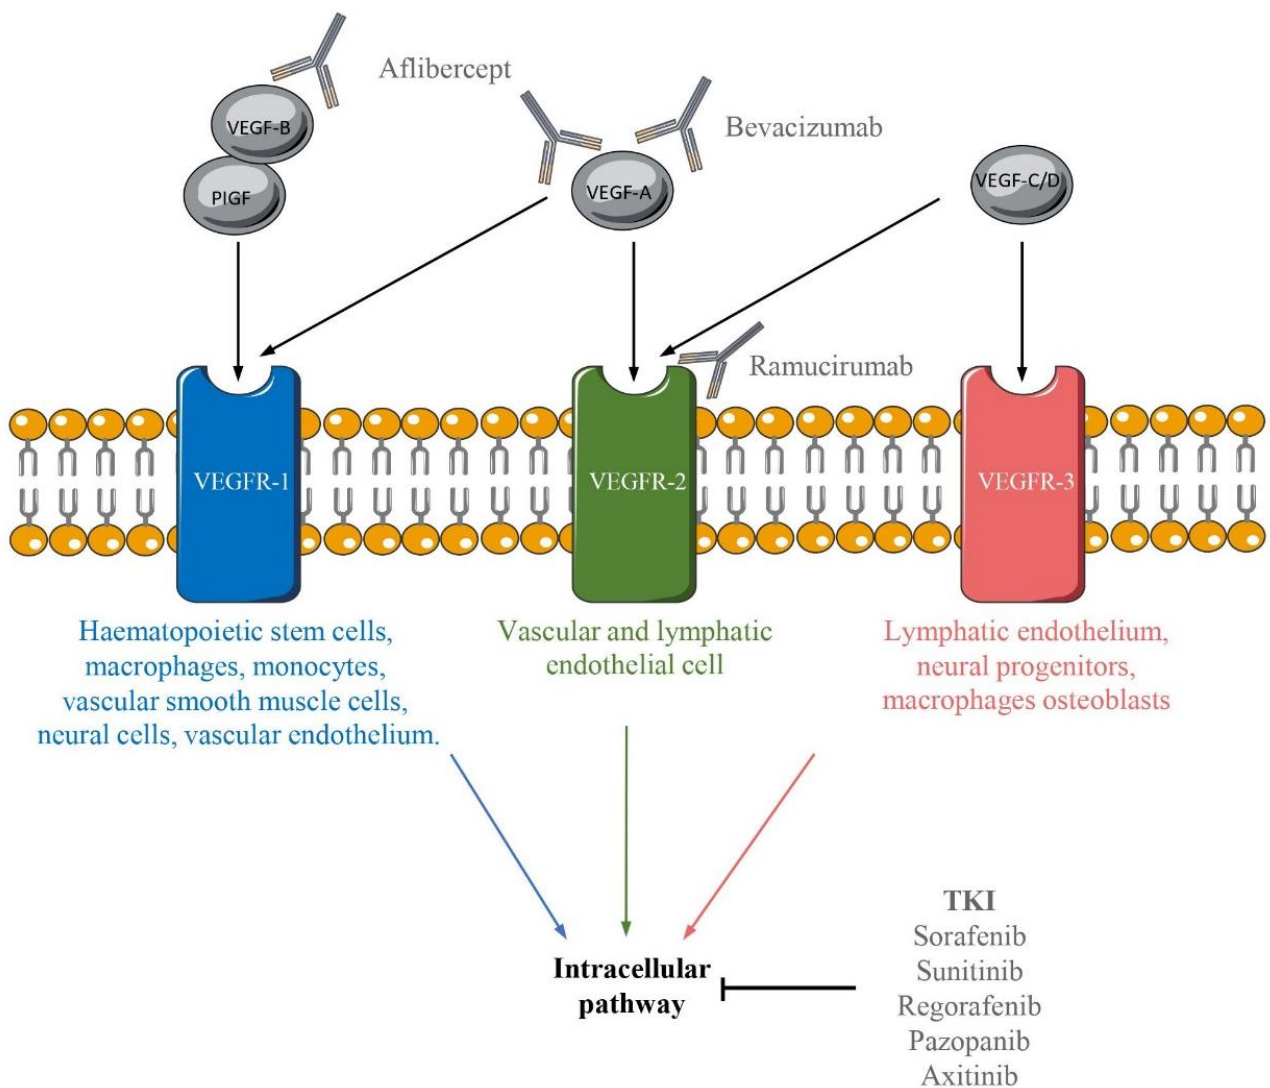 Aflibercept
Bevacizumab
VEGF-B
PIGF
VEGF-A
VEGF-C/D
Ramucirumab
VEGFR-1
VEGFR-2
VEGFR-3
Haematopoietic stem cells,
macrophages, monocytes,
vascular smooth muscle cells,
neural cells, vascular endothelium.
Vascular and lymphatic
endothelial cell
Lymphatic endothelium,
neural progenitors,
macrophages osteoblasts
Intracellular
pathway
TKI
Sorafenib
Sunitinib
Regorafenib
Pazopanib
Axitinib